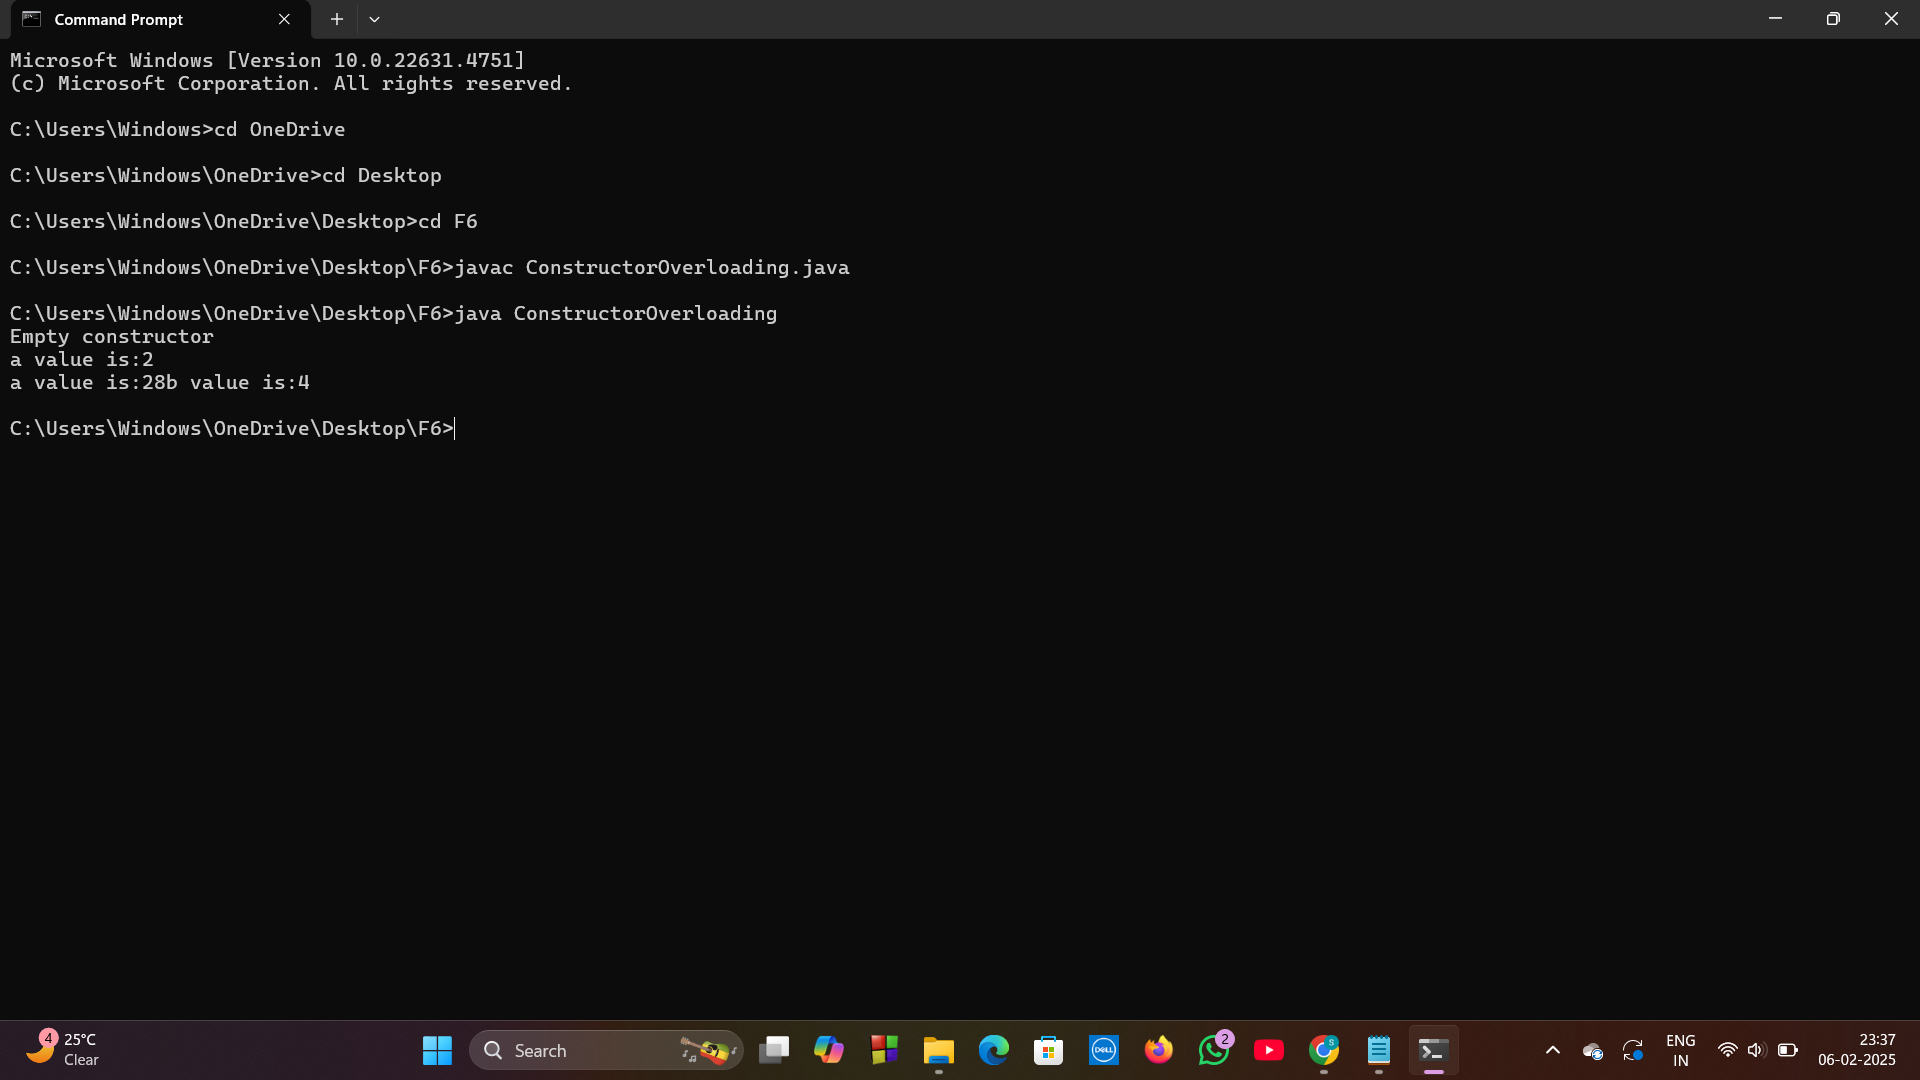 Command Prompt
Microsoft Windows [Version 10.0.22631.4751]
(c) Microsoft Corporation. All rights reserved.
C:\Users\Windows>cd OneDrive
C:\Users\Windows\OneDrive>cd Desktop
C:\Users\Windows\OneDrive\Desktop>cd F6
C:\Users\Windows\OneDrive\Desktop\F6>javac ConstructorOverloading.java
C:\Users\Windows\OneDrive\Desktop\F6>java ConstructorOverloading
Empty constructor
a value is:2
a value is:28b value is:4
C:\Users\Windows\OneDrive\Desktop\F6>
4
25°C
Clear
Search
DELL
2
S
ENG
IN
23:37
06-02-2025